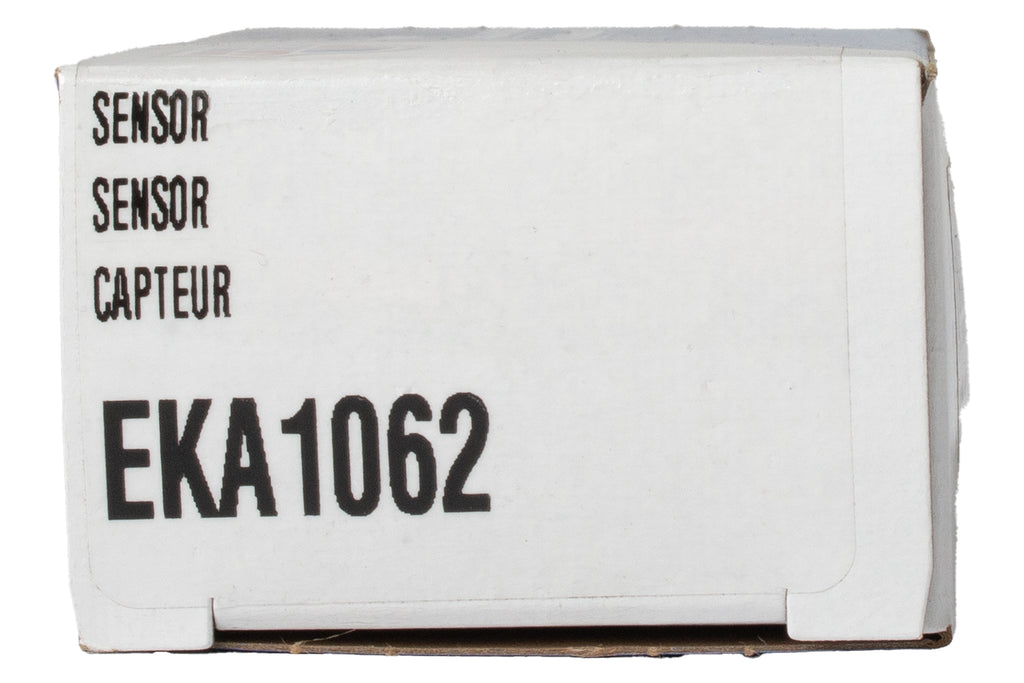 SENSOR
SENSOR
CAPTEUR
EKA1062